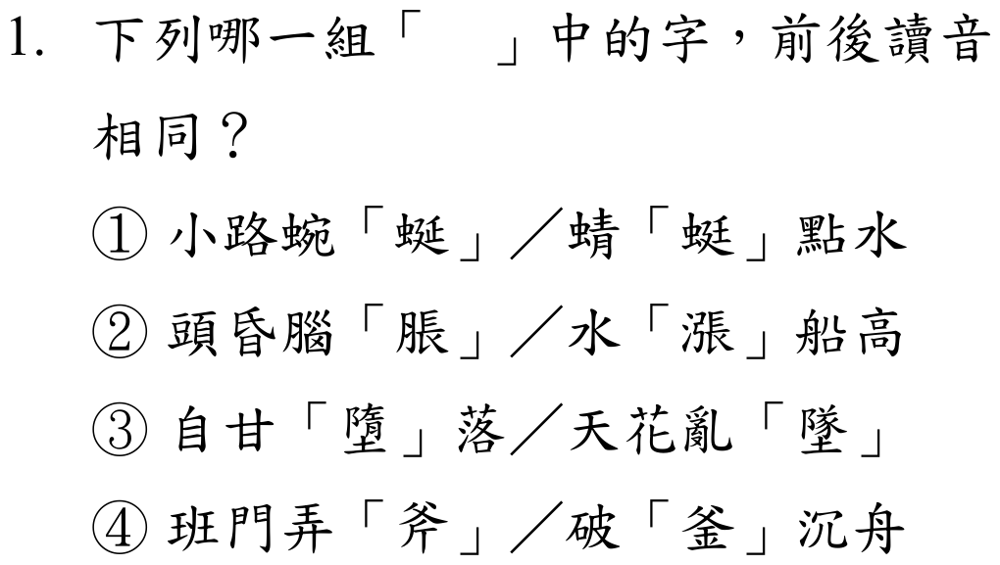 1. 下列哪一組「　」中的字，前後讀音
相同？
① 小路蜿「蜒」／蜻「蜓」點水
② 頭昏腦「脹」／水「漲」船高
③ 自甘「墮」落／天花亂「墜」
④ 班門弄「斧」／破「釜」沉舟